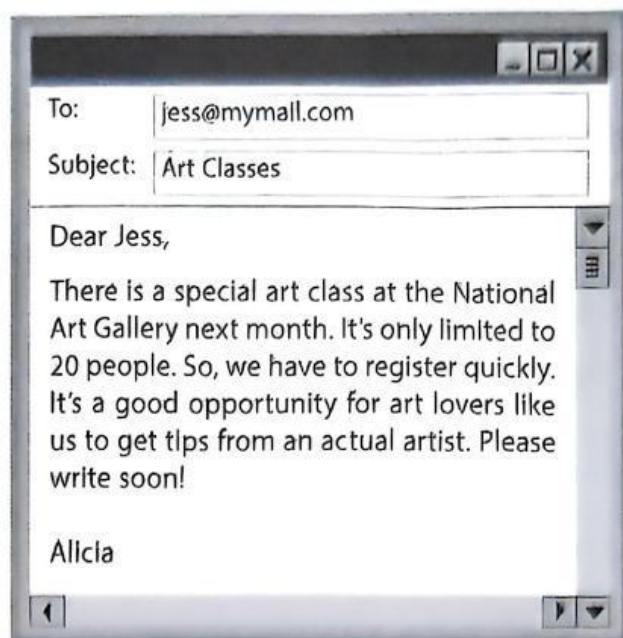 To: jess@mymall.com
Subject: Art Classes
Dear Jess,
There is a special art class at the National
Art Gallery next month. It's only limited to
20 people. So, we have to register quickly.
It's a good opportunity for art lovers like
us to get tips from an actual artist. Please
write soon!
Alicia